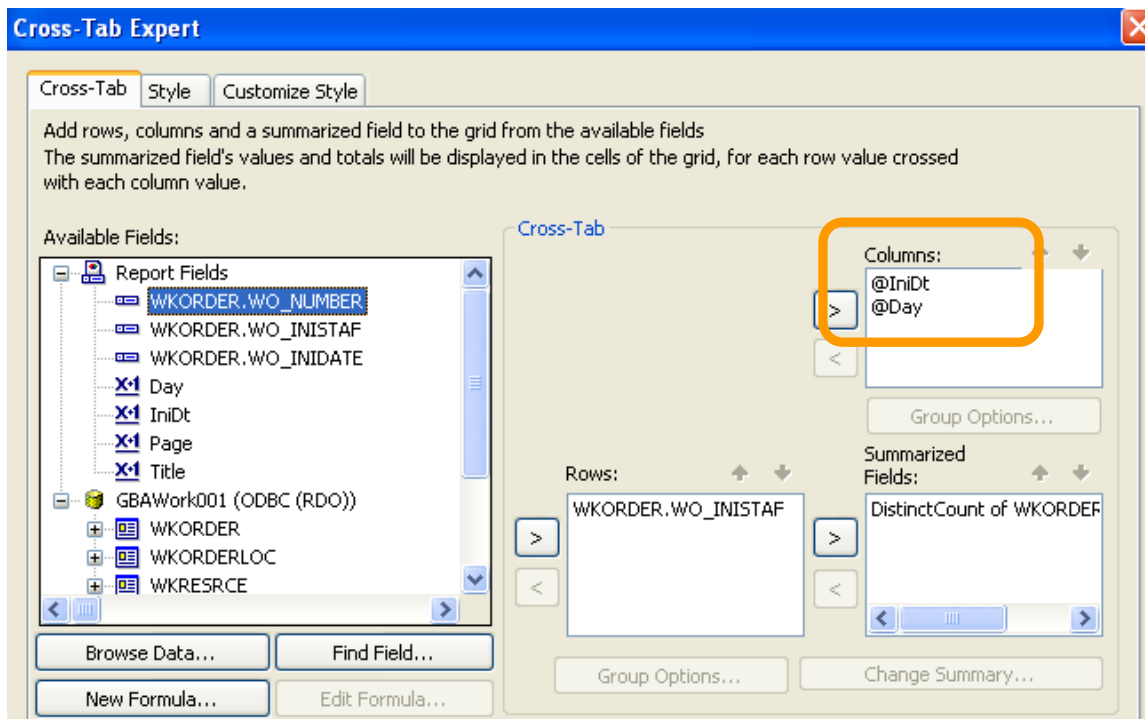 Cross-Tab Expert
Cross-Tab
Style
Customize Style
Add rows, columns and a summarized field to the grid from the available fields
The summarized field's values and totals will be displayed in the cells of the grid, for each row value crossed
with each column value.
Available Fields:
Report Fields
WKORDER.WO_NUMBER
WKORDER.WO_INISTAF
WKORDER.WO_INIDATE
X+1 Day
X+1 IniDt
X+1 Page
X+1 Title
GBAWork001 (ODBC (RDO))
WKORDER
WKORDERLOC
WKRESRCE
Browse Data...
Find Field...
New Formula...
Edit Formula...
Cross-Tab
Columns:
@IniDt
@Day
>
<
Group Options...
Rows:
WKORDER.WO_INISTAF
>
<
Group Options...
Summarized
Fields:
DistinctCount of WKORDER
>
<
Change Summary...